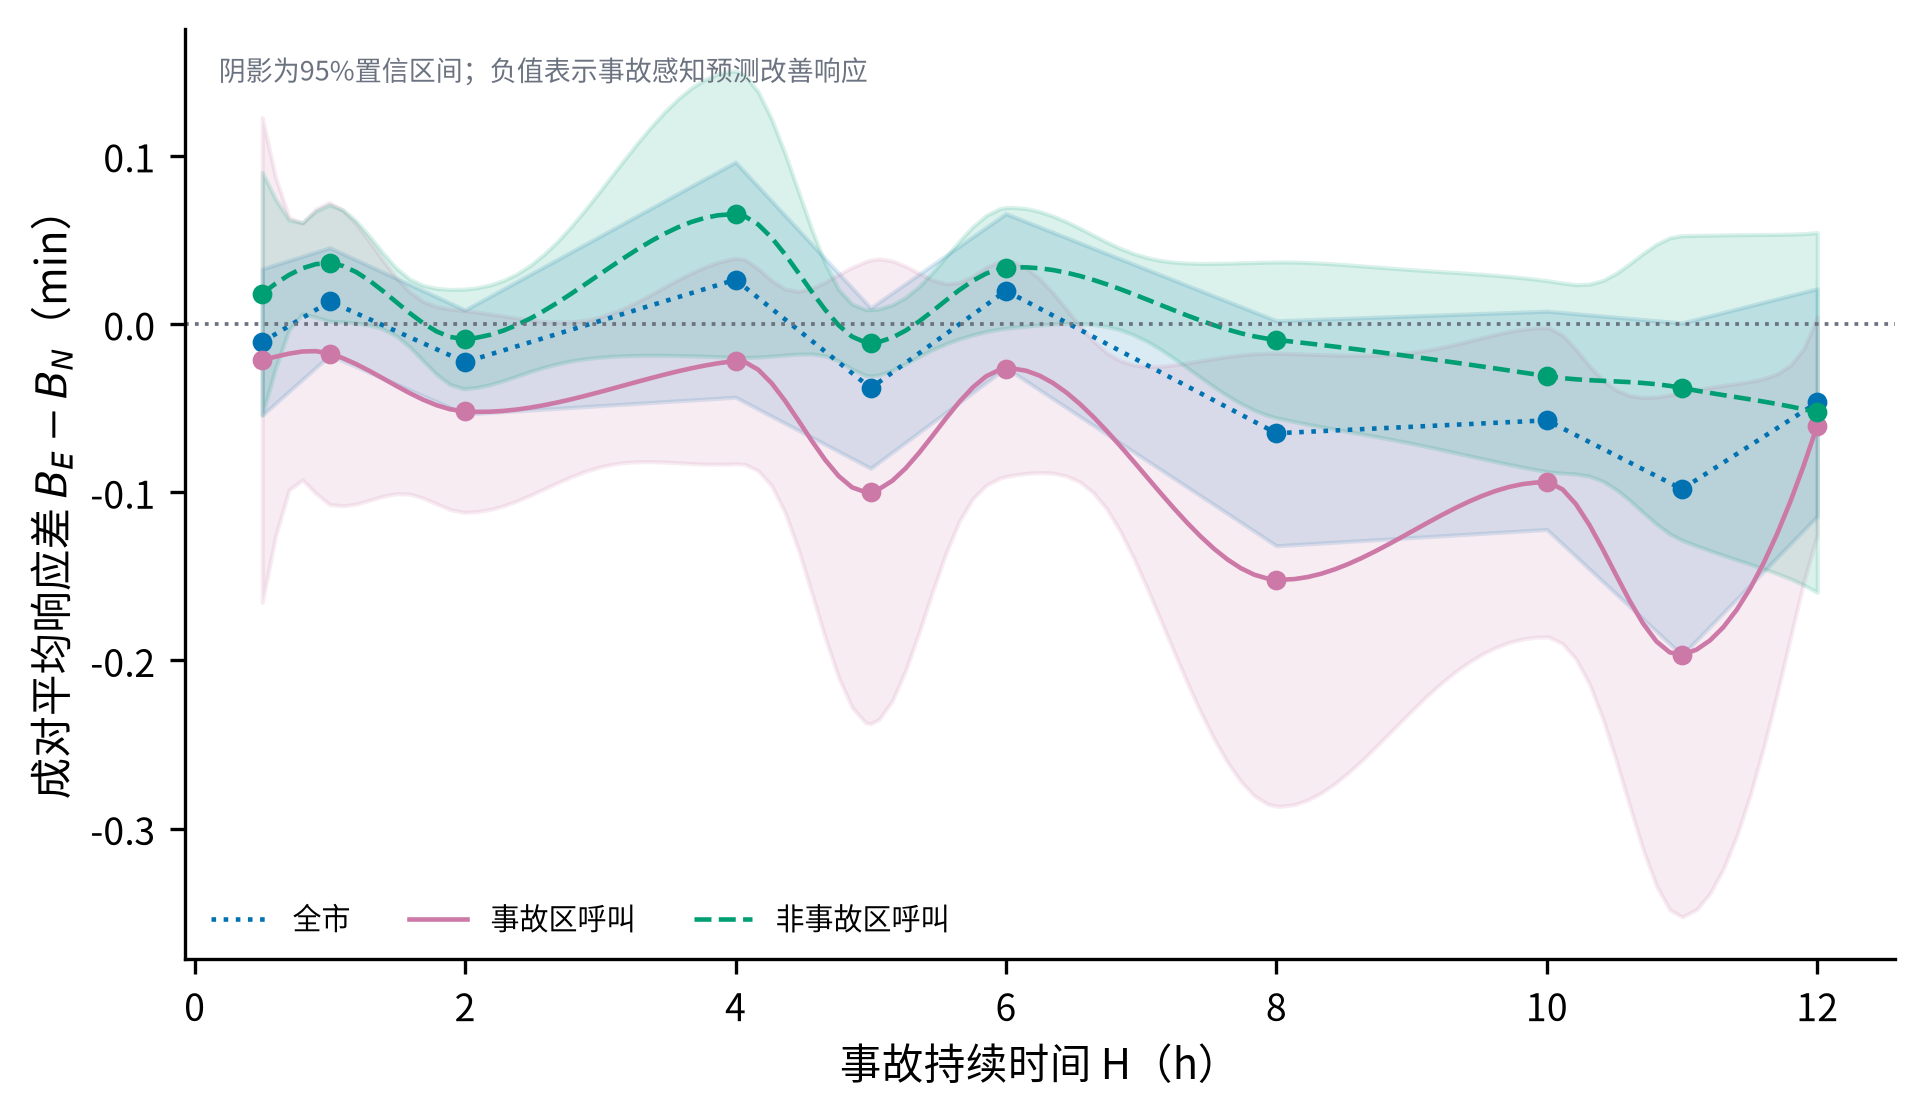 阴影为95%置信区间；负值表示事故感知预测改善响应
成对平均响应差 B_E − B_N（min）
0.1
0.0
-0.1
-0.2
-0.3
全市 事故区呼叫 非事故区呼叫
0 2 4 6 8 10 12
事故持续时间 H（h）